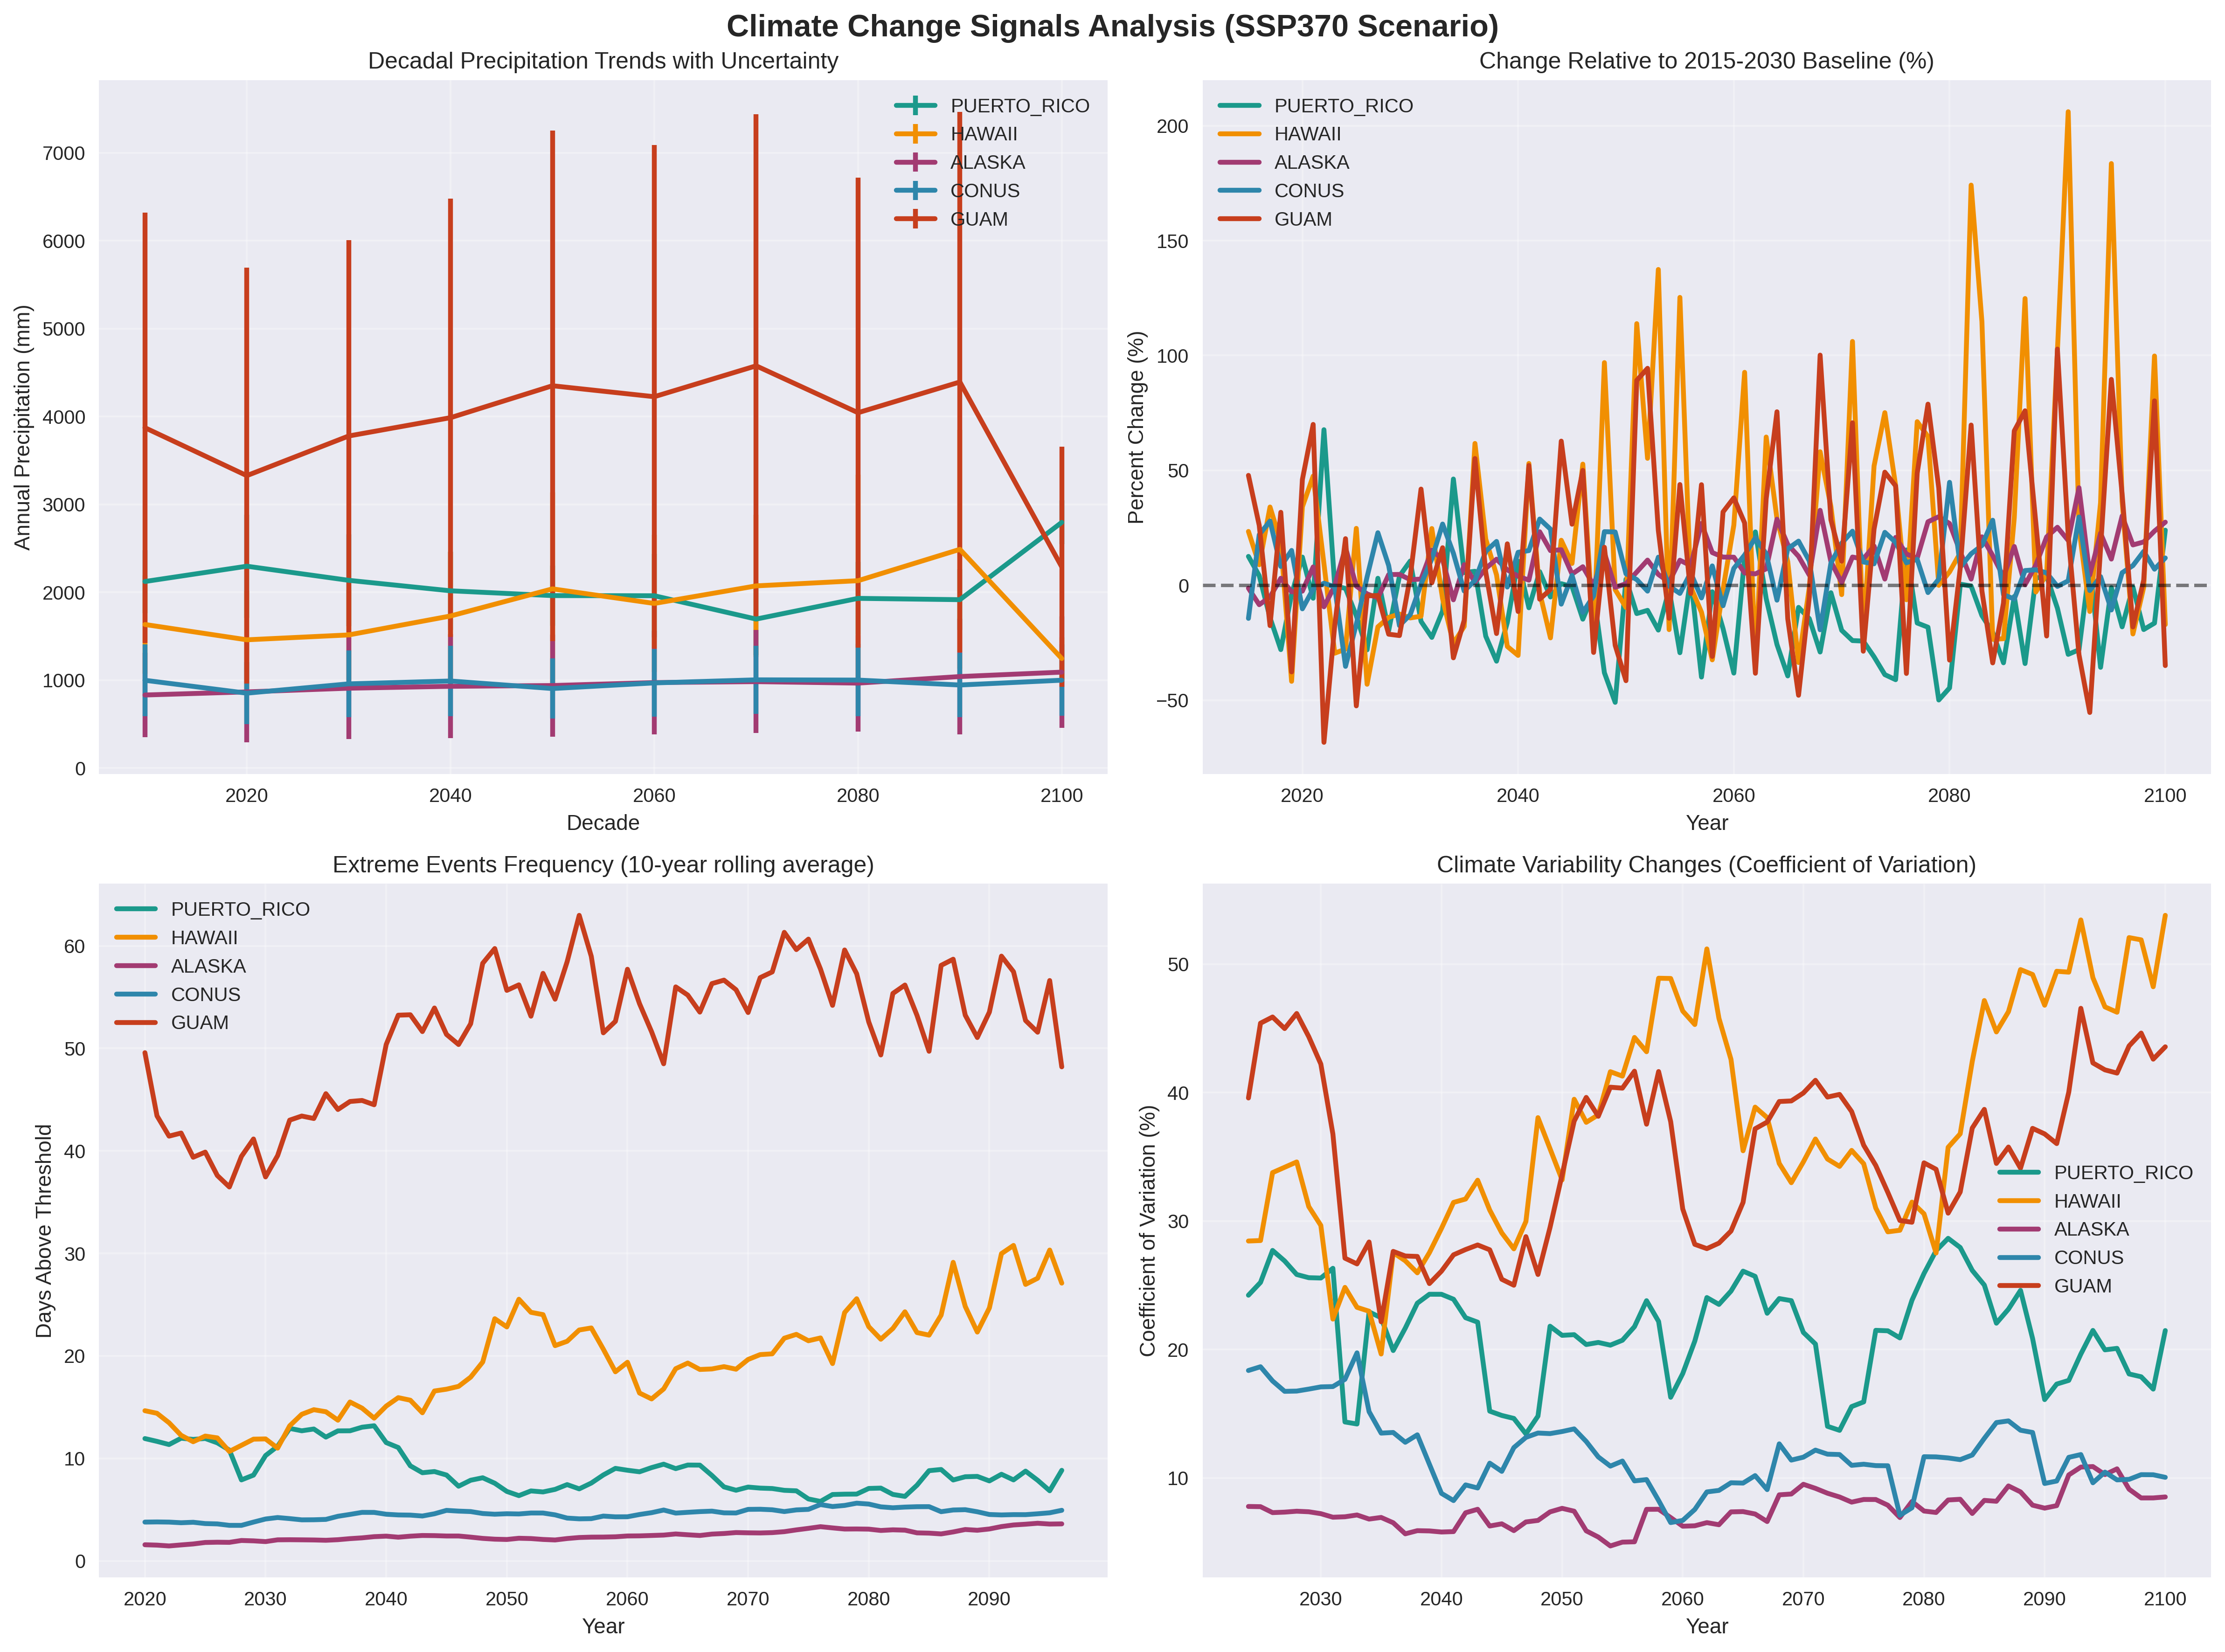 Climate Change Signals Analysis (SSP370 Scenario)
Decadal Precipitation Trends with Uncertainty
Annual Precipitation (mm)
7000
6000
5000
4000
3000
2000
1000
0
PUERTO_RICO
HAWAII
ALASKA
CONUS
GUAM
2020 2040 2060 2080 2100
Decade
Change Relative to 2015-2030 Baseline (%)
Percent Change (%)
200
150
100
50
0
−50
PUERTO_RICO
HAWAII
ALASKA
CONUS
GUAM
2020 2040 2060 2080 2100
Year
Extreme Events Frequency (10-year rolling average)
Days Above Threshold
60
50
40
30
20
10
0
PUERTO_RICO
HAWAII
ALASKA
CONUS
GUAM
2020 2030 2040 2050 2060 2070 2080 2090
Year
Climate Variability Changes (Coefficient of Variation)
Coefficient of Variation (%)
50
40
30
20
10
PUERTO_RICO
HAWAII
ALASKA
CONUS
GUAM
2030 2040 2050 2060 2070 2080 2090 2100
Year